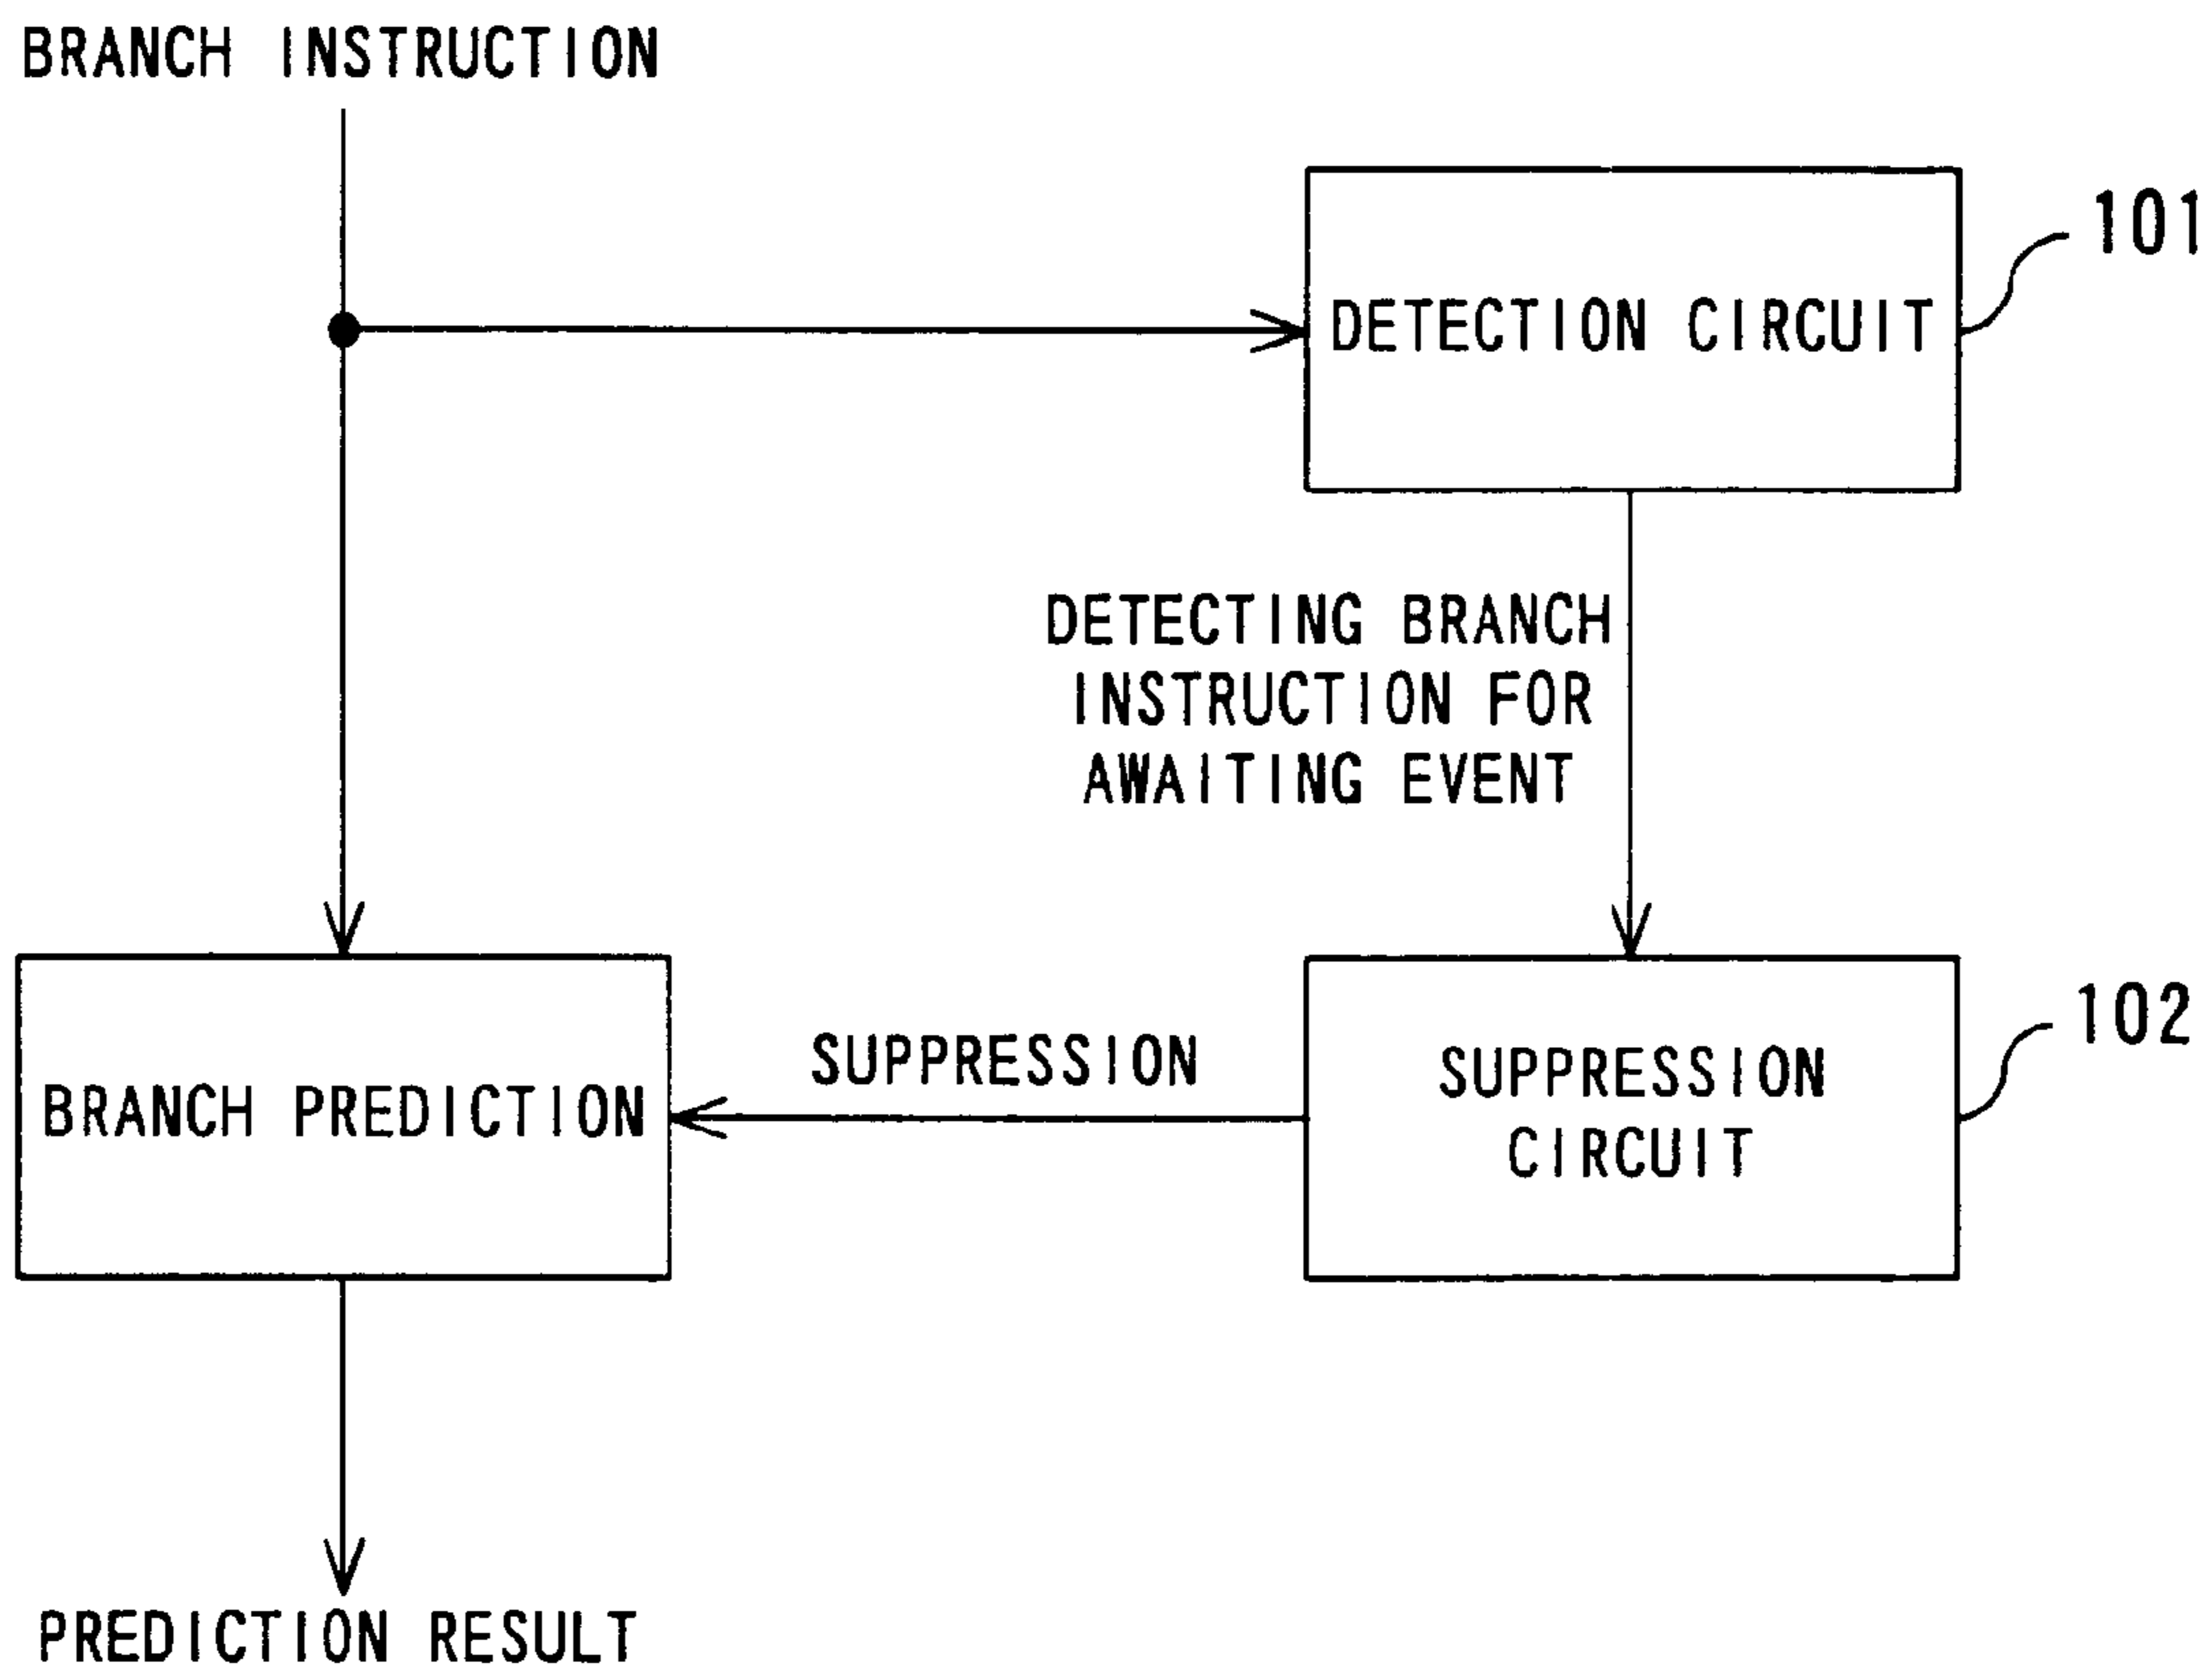 BRANCH INSTRUCTION
101
DETECTION CIRCUIT
DETECTING BRANCH
INSTRUCTION FOR
AWAITING EVENT
102
SUPPRESSION
SUPPRESSION
CIRCUIT
BRANCH PREDICTION
PREDICTION RESULT